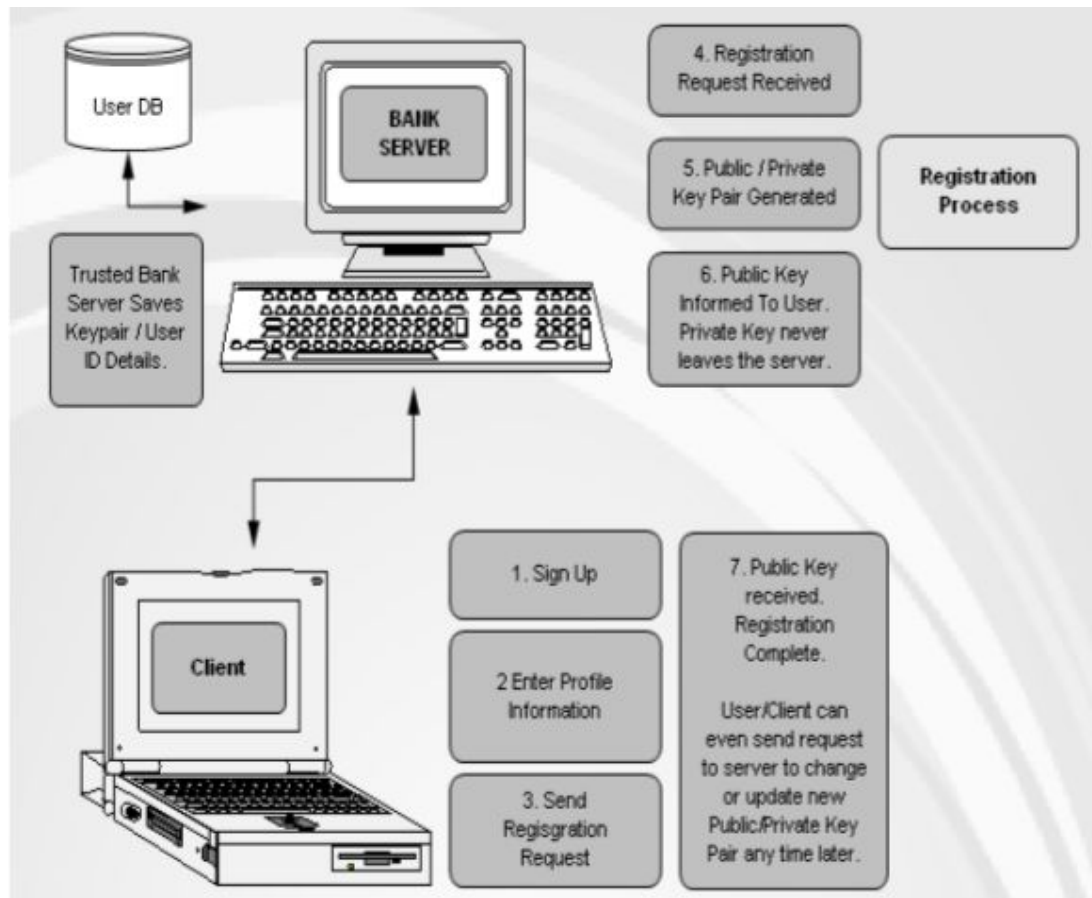 User DB
BANK
SERVER
4. Registration
Request Received
5. Public / Private
Key Pair Generated
Registration
Process
Trusted Bank
Server Saves
Keypair / User
ID Details.
6. Public Key
Informed To User.
Private Key never
leaves the server.
Client
1. Sign Up
2 Enter Profile
Information
3. Send
Regisgration
Request
7. Public Key
received.
Registration
Complete.
User/Client can
even send request
to server to change
or update new
Public/Private Key
Pair any time later.